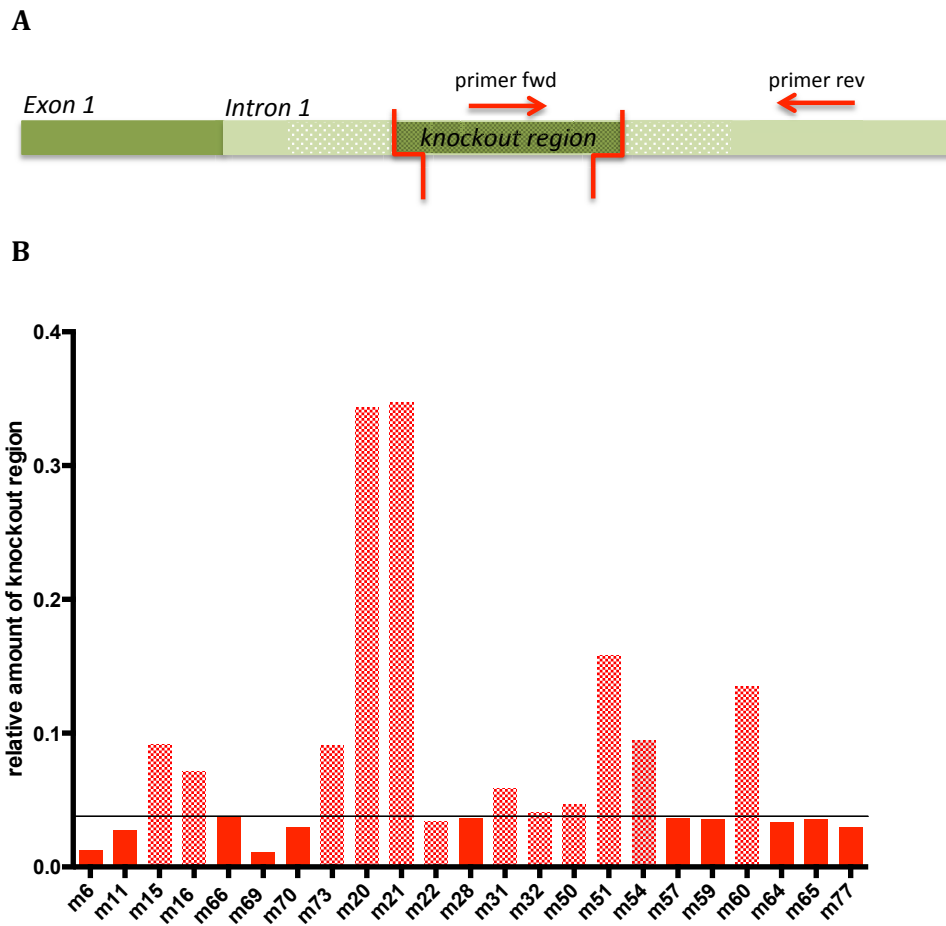 A
primer fwd
primer rev
Exon 1
Intron 1
knockout region
B
relative amount of knockout region
0.4
0.3
0.2
0.1
0.0
m6 m11 m15 m16 m66 m69 m70 m73 m20 m21 m22 m28 m31 m32 m50 m51 m54 m57 m59 m60 m64 m65 m77